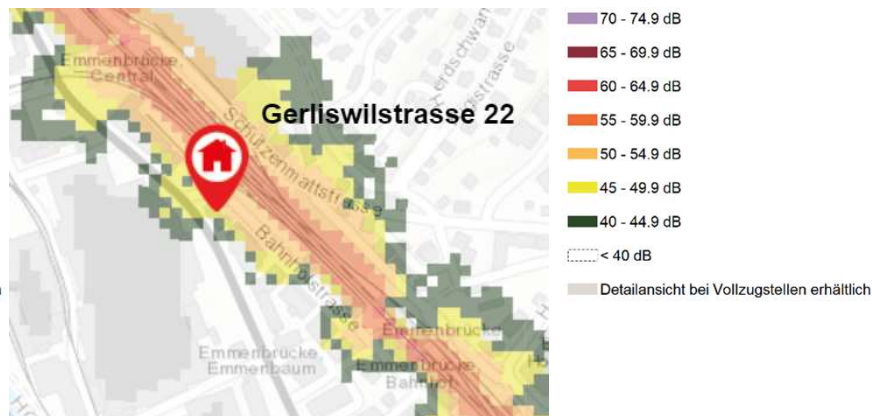 Emmenbrücke,
Central
Gerliswilstrasse 22
Schützenmattstrasse
Bahnhofstrasse
Emmenbrücke,
Emmenbaum
Emmenbrücke
Emmenbrücke,
Bahnhof
70 - 74.9 dB
65 - 69.9 dB
60 - 64.9 dB
55 - 59.9 dB
50 - 54.9 dB
45 - 49.9 dB
40 - 44.9 dB
< 40 dB
Detailansicht bei Vollzugstellen erhältlich